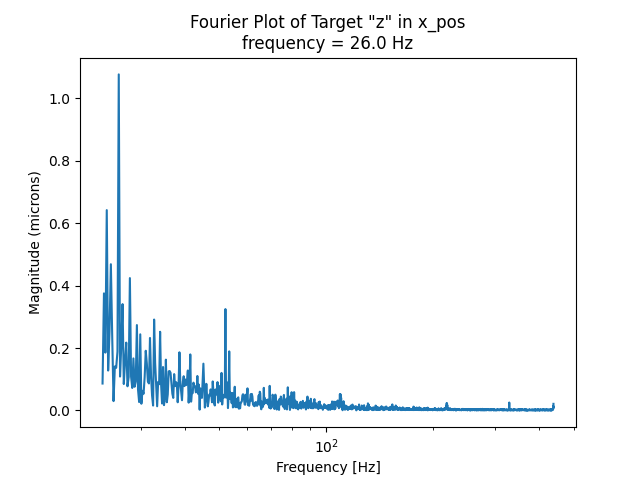 Fourier Plot of Target "z" in x_pos
frequency = 26.0 Hz
1.0
0.8
0.6
0.4
0.2
0.0
Magnitude (microns)
10²
Frequency [Hz]